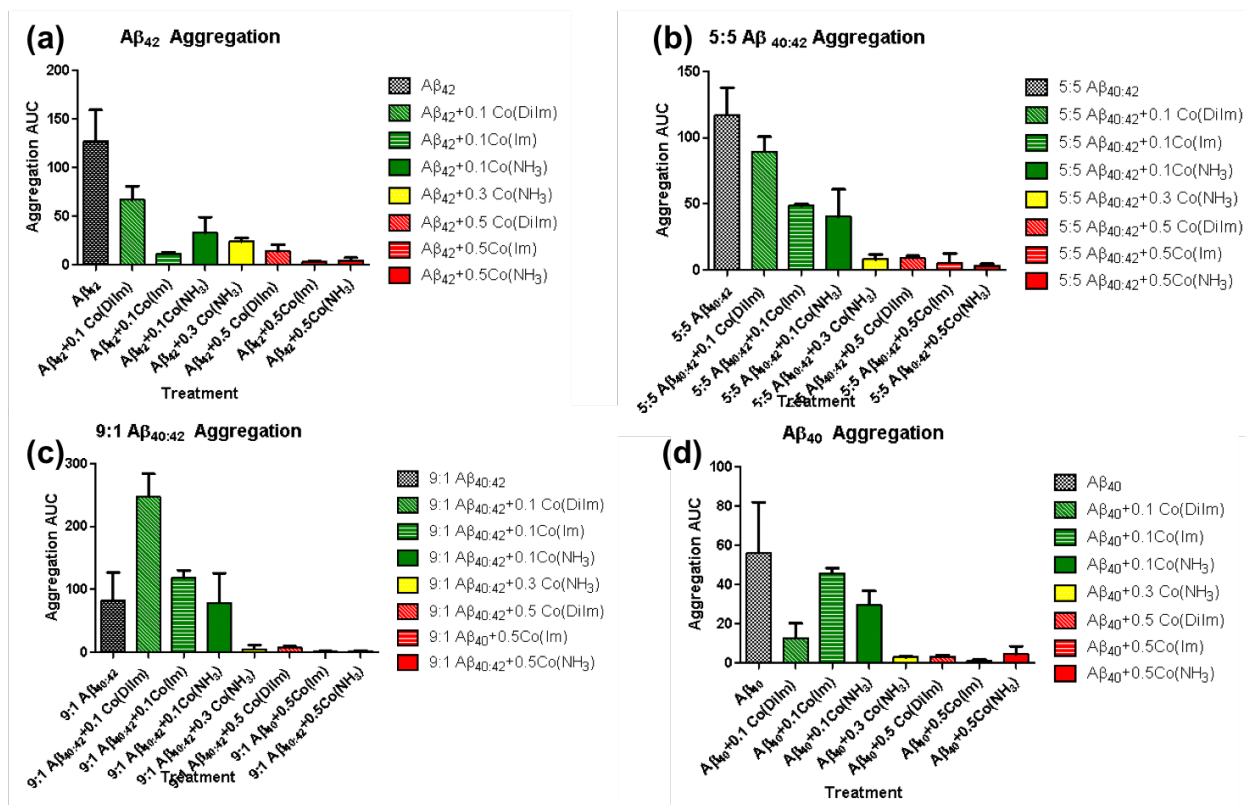 (a)
Aβ₄₂ Aggregation
Aggregation AUC
200
150
100
50
0
Aβ₄₂
Aβ₄₂+0.1 Co(DiIm)
Aβ₄₂+0.1Co(Im)
Aβ₄₂+0.1Co(NH₃)
Aβ₄₂+0.3 Co(NH₃)
Aβ₄₂+0.5 Co(DiIm)
Aβ₄₂+0.5Co(Im)
Aβ₄₂+0.5Co(NH₃)
Treatment
Aβ₄₂
Aβ₄₂+0.1 Co(DiIm)
Aβ₄₂+0.1Co(Im)
Aβ₄₂+0.1Co(NH₃)
Aβ₄₂+0.3 Co(NH₃)
Aβ₄₂+0.5 Co(DiIm)
Aβ₄₂+0.5Co(Im)
Aβ₄₂+0.5Co(NH₃)
(b)
5:5 Aβ ₄₀:₄₂ Aggregation
Aggregation AUC
150
100
50
0
5:5 Aβ₄₀:₄₂
5:5 Aβ₄₀:₄₂+0.1 Co(DiIm)
5:5 Aβ₄₀:₄₂+0.1Co(Im)
5:5 Aβ₄₀:₄₂+0.1Co(NH₃)
5:5 Aβ₄₀:₄₂+0.3 Co(NH₃)
5:5 Aβ₄₀:₄₂+0.5 Co(DiIm)
5:5 Aβ₄₀:₄₂+0.5Co(Im)
5:5 Aβ₄₀:₄₂+0.5Co(NH₃)
Treatment
5:5 Aβ₄₀:₄₂
5:5 Aβ₄₀:₄₂+0.1 Co(DiIm)
5:5 Aβ₄₀:₄₂+0.1Co(Im)
5:5 Aβ₄₀:₄₂+0.1Co(NH₃)
5:5 Aβ₄₀:₄₂+0.3 Co(NH₃)
5:5 Aβ₄₀:₄₂+0.5 Co(DiIm)
5:5 Aβ₄₀:₄₂+0.5Co(Im)
5:5 Aβ₄₀:₄₂+0.5Co(NH₃)
(c)
9:1 Aβ₄₀:₄₂ Aggregation
Aggregation AUC
300
200
100
0
9:1 Aβ₄₀:₄₂
9:1 Aβ₄₀:₄₂+0.1 Co(DiIm)
9:1 Aβ₄₀:₄₂+0.1Co(Im)
9:1 Aβ₄₀:₄₂+0.1Co(NH₃)
9:1 Aβ₄₀:₄₂+0.3 Co(NH₃)
9:1 Aβ₄₀:₄₂+0.5 Co(DiIm)
9:1 Aβ₄₀+0.5Co(Im)
9:1 Aβ₄₀:₄₂+0.5Co(NH₃)
Treatment
9:1 Aβ₄₀:₄₂
9:1 Aβ₄₀:₄₂+0.1 Co(DiIm)
9:1 Aβ₄₀:₄₂+0.1Co(Im)
9:1 Aβ₄₀:₄₂+0.1Co(NH₃)
9:1 Aβ₄₀:₄₂+0.3 Co(NH₃)
9:1 Aβ₄₀:₄₂+0.5 Co(DiIm)
9:1 Aβ₄₀+0.5Co(Im)
9:1 Aβ₄₀:₄₂+0.5Co(NH₃)
(d)
Aβ₄₀ Aggregation
Aggregation AUC
100
80
60
40
20
0
Aβ₄₀
Aβ₄₀+0.1 Co(DiIm)
Aβ₄₀+0.1Co(Im)
Aβ₄₀+0.1Co(NH₃)
Aβ₄₀+0.3 Co(NH₃)
Aβ₄₀+0.5 Co(DiIm)
Aβ₄₀+0.5Co(Im)
Aβ₄₀+0.5Co(NH₃)
Treatment
Aβ₄₀
Aβ₄₀+0.1 Co(DiIm)
Aβ₄₀+0.1Co(Im)
Aβ₄₀+0.1Co(NH₃)
Aβ₄₀+0.3 Co(NH₃)
Aβ₄₀+0.5 Co(DiIm)
Aβ₄₀+0.5Co(Im)
Aβ₄₀+0.5Co(NH₃)